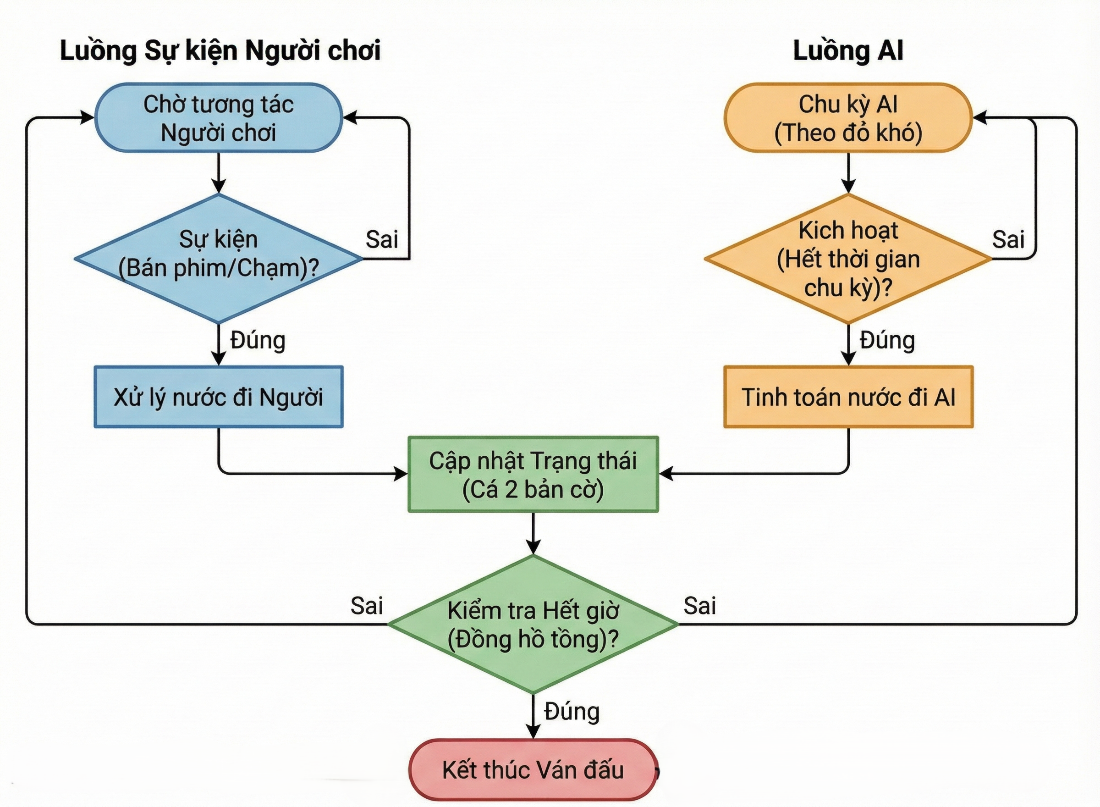 Luồng Sự kiện Người chơi
Chờ tương tác
Người chơi
Sự kiện
(Bán phim/Chạm)?
Sai
Đúng
Xử lý nước đi Người
Luồng AI
Chu kỳ AI
(Theo đỏ khó)
Kich hoạt
(Hết thời gian
chu kỳ)?
Sai
Đúng
Tinh toán nước đi AI
Cập nhật Trạng thái
(Cá 2 bản cờ)
Kiểm tra Hết giờ
(Đồng hồ tồng)?
Sai
Sai
Đúng
Kết thúc Ván đấu